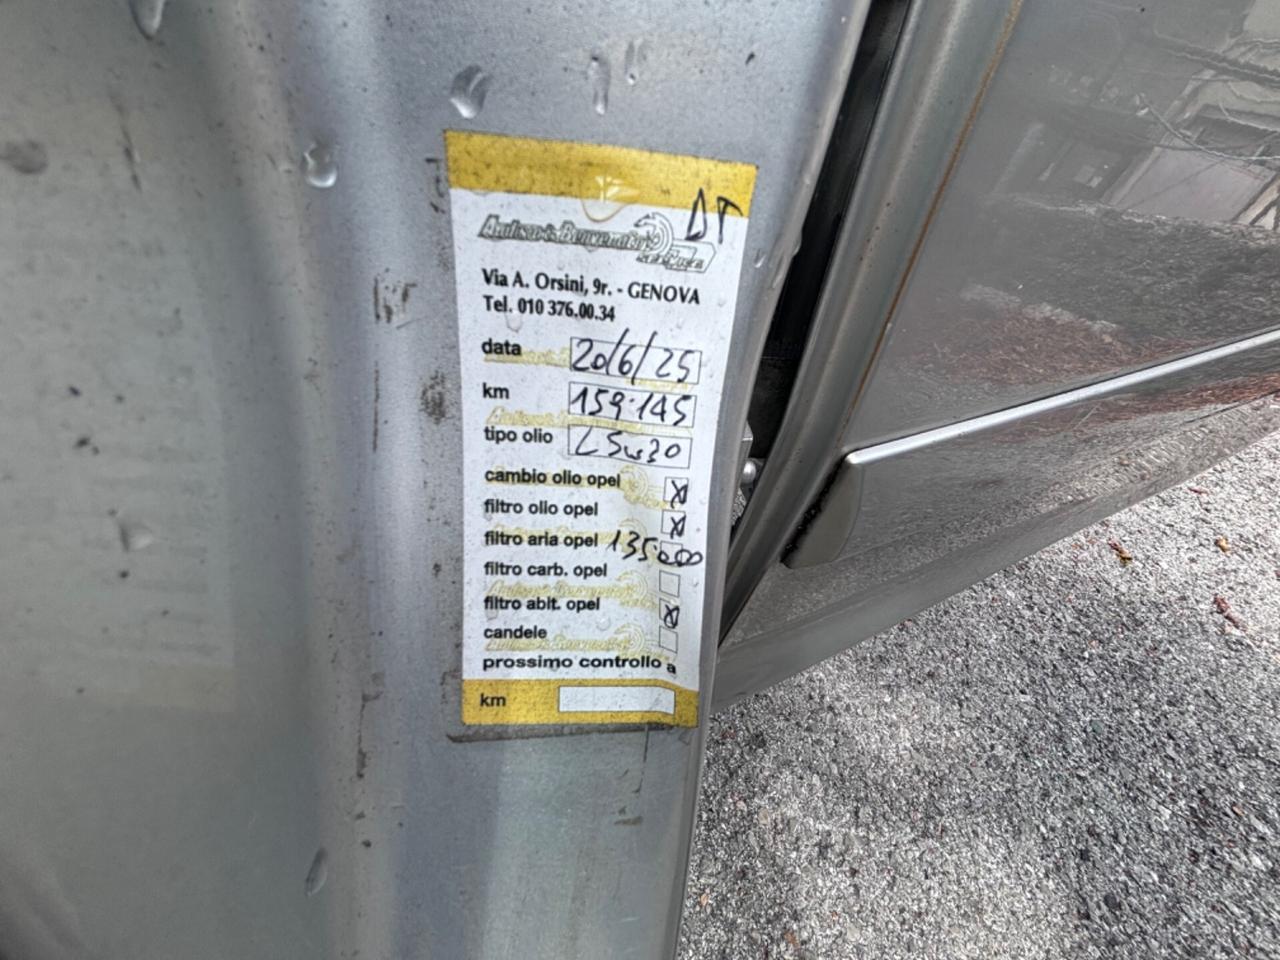 DT
Via A. Orsini, 9r. - GENOVA
Tel. 010 376.00.34
data 20/6/25
km 159.145
tipo olio L5w30
cambio olio opel X
filtro olio opel X
filtro aria opel 135.000
filtro carb. opel
filtro abit. opel X
candele
prossimo controllo a
km